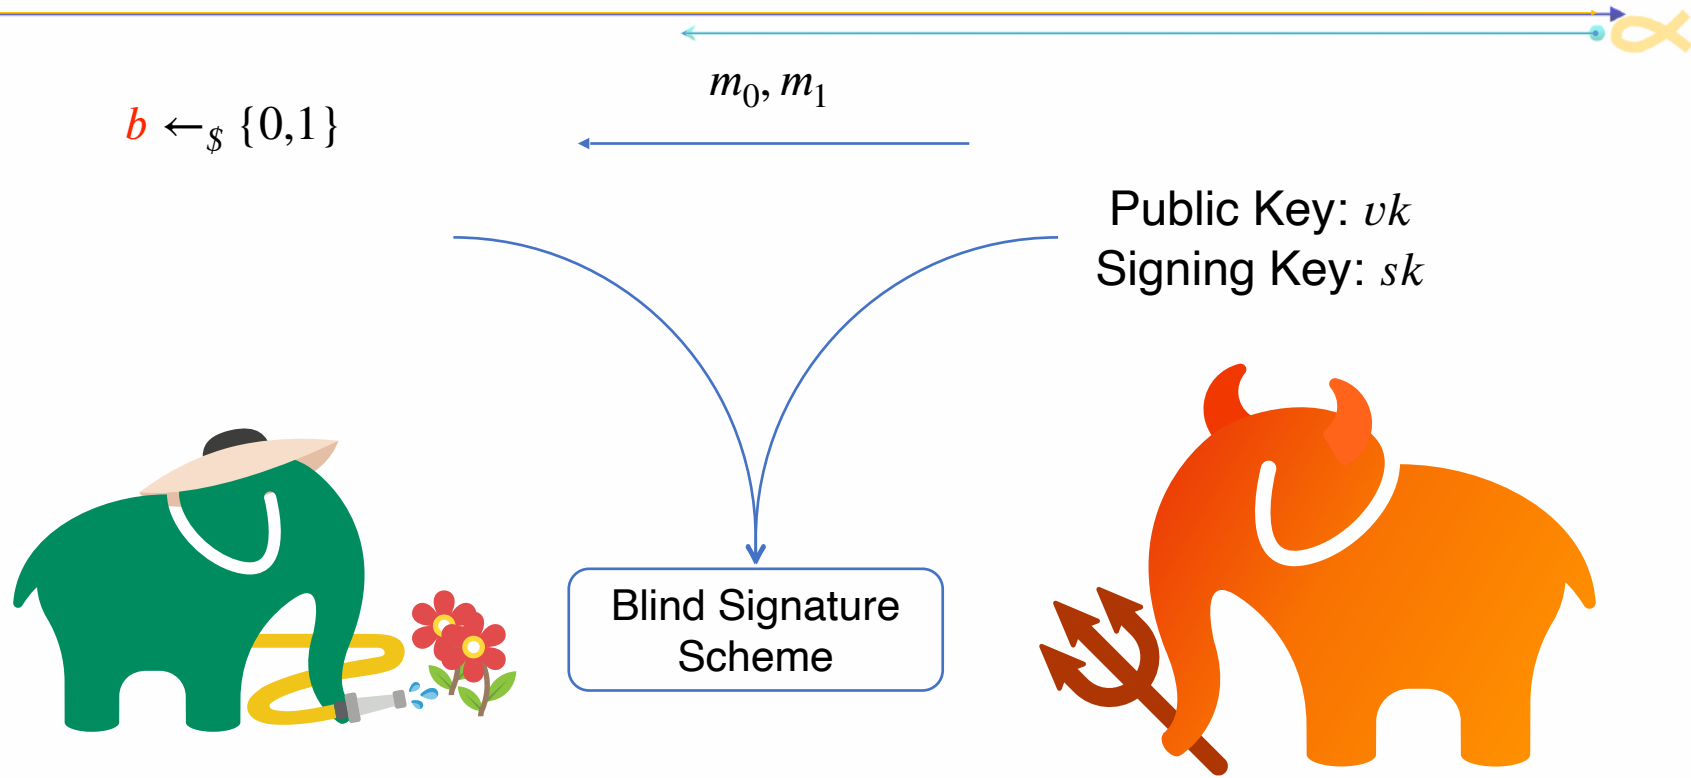 m₀, m₁
b ←$ {0,1}
Public Key: vk
Signing Key: sk
Blind Signature
Scheme